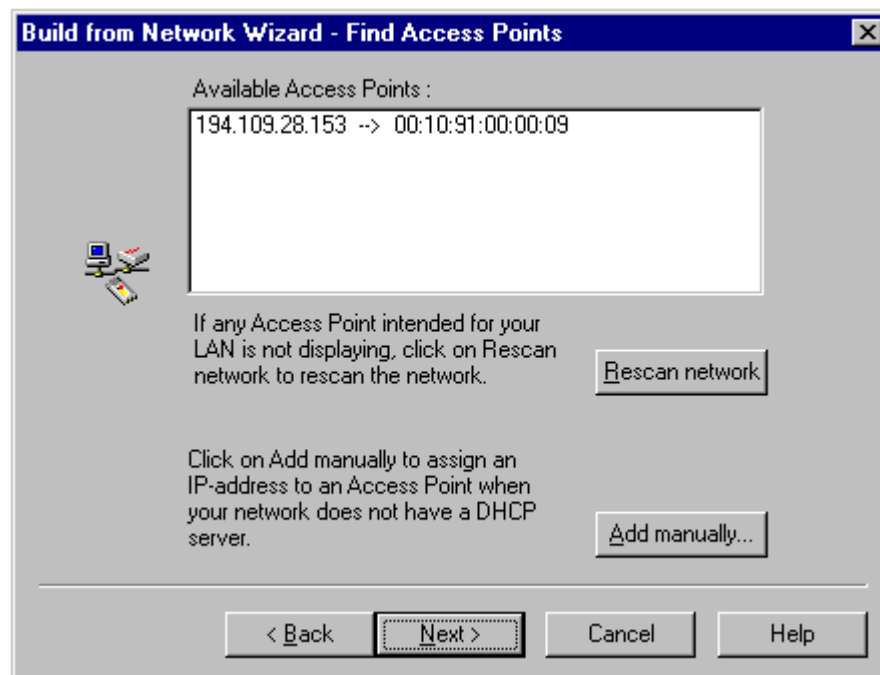 Build from Network Wizard - Find Access Points
Available Access Points :
194.109.28.153 --> 00:10:91:00:00:09
If any Access Point intended for your
LAN is not displaying, click on Rescan
network to rescan the network.
Rescan network
Click on Add manually to assign an
IP-address to an Access Point when
your network does not have a DHCP
server.
Add manually...
< Back
Next >
Cancel
Help